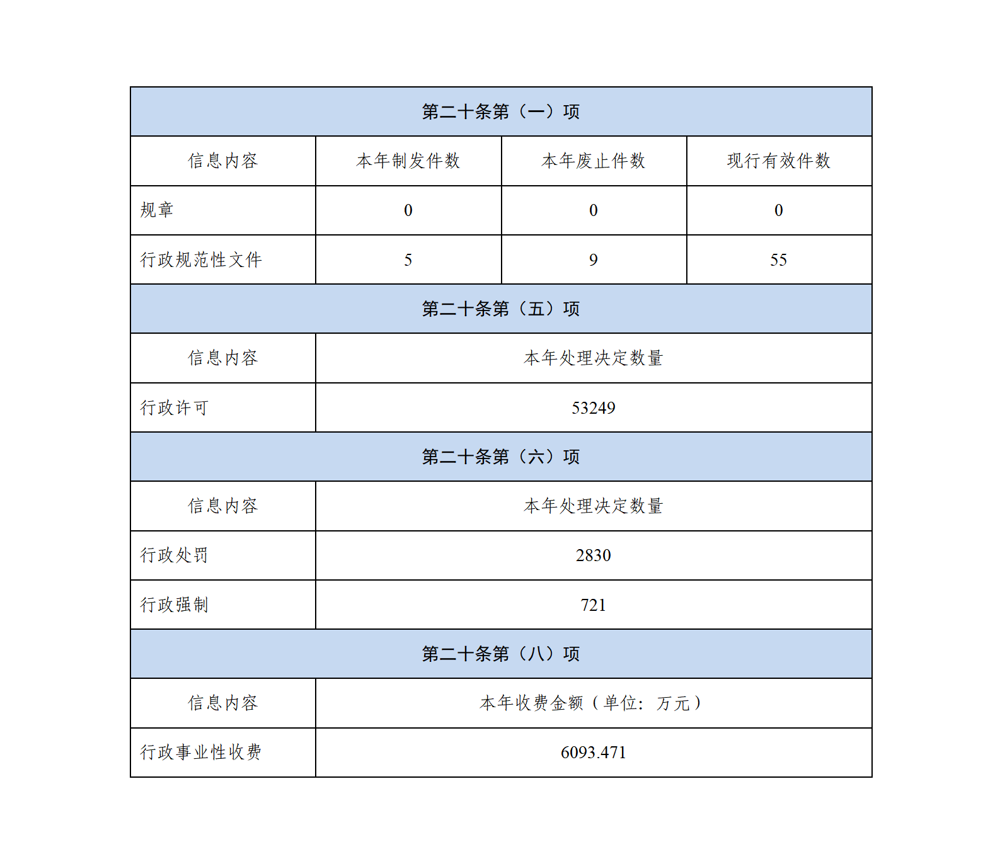 第二十条第（一）项
信息内容 本年制发件数 本年废止件数 现行有效件数
规章 0 0 0
行政规范性文件 5 9 55
第二十条第（五）项
信息内容 本年处理决定数量
行政许可 53249
第二十条第（六）项
信息内容 本年处理决定数量
行政处罚 2830
行政强制 721
第二十条第（八）项
信息内容 本年收费金额（单位：万元）
行政事业性收费 6093.471